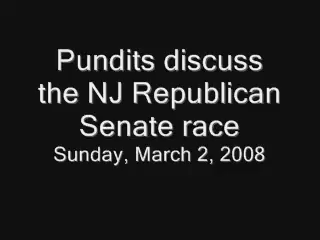 Pundits discuss
the NJ Republican
Senate race
Sunday, March 2, 2008